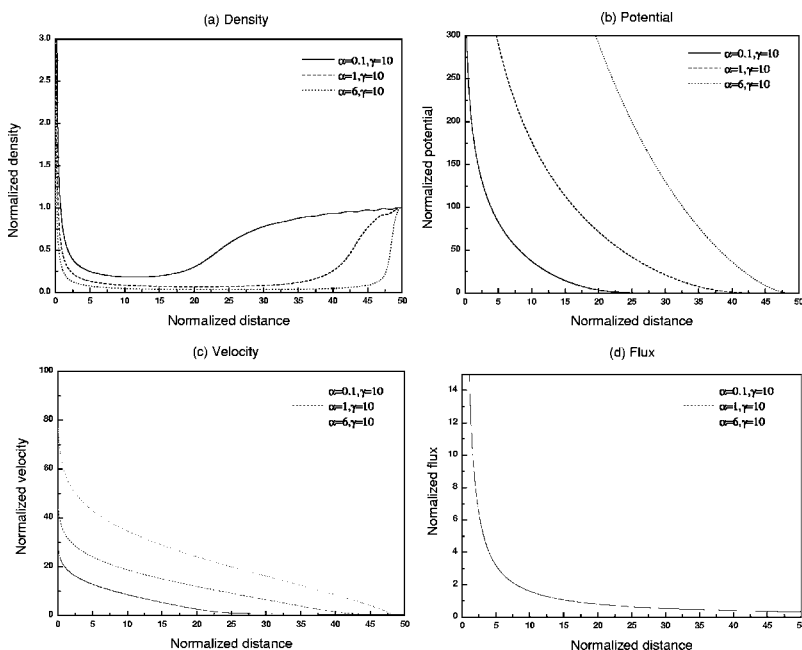 (a) Density
3.0
2.5
2.0
1.5
1.0
0.5
0.0
Normalized density
α=0.1,γ=10
α=1,γ=10
α=6,γ=10
0 5 10 15 20 25 30 35 40 45 50
Normalized distance
(b) Potential
300
250
200
150
100
50
0
Normalized potential
α=0.1,γ=10
α=1,γ=10
α=6,γ=10
0 5 10 15 20 25 30 35 40 45 50
Normalized distance
(c) Velocity
100
80
60
40
20
0
Normalized velocity
α=0.1,γ=10
α=1,γ=10
α=6,γ=10
0 5 10 15 20 25 30 35 40 45 50
Normalized distance
(d) Flux
14
12
10
8
6
4
2
0
Nomalized flux
α=0.1,γ=10
α=1,γ=10
α=6,γ=10
0 5 10 15 20 25 30 35 40 45 50
Normalized distance